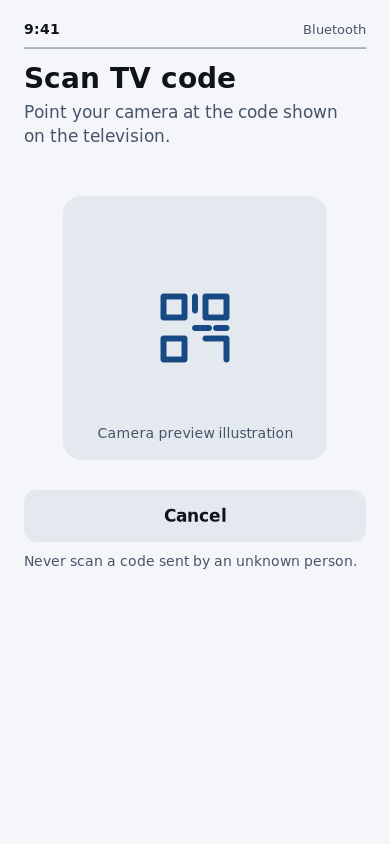 9:41
Bluetooth
Scan TV code
Point your camera at the code shown
on the television.
Camera preview illustration
Cancel
Never scan a code sent by an unknown person.